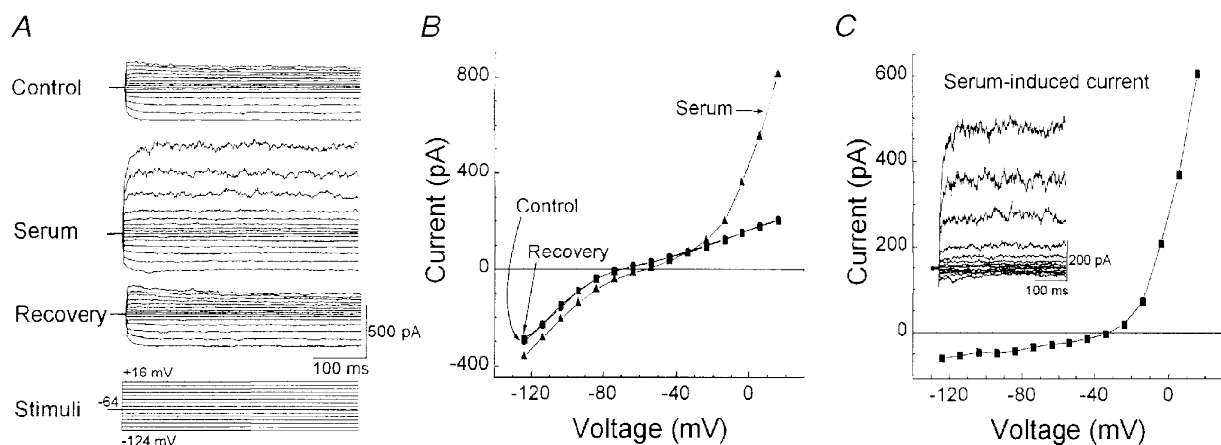 A
Control
Serum
Recovery
500 pA
100 ms
+16 mV
Stimuli
-64
-124 mV
B
800
400
0
-400
Current (pA)
Serum
Control
Recovery
-120
-80
-40
0
Voltage (mV)
C
600
400
200
0
Current (pA)
Serum-induced current
200 pA
100 ms
-120
-80
-40
0
Voltage (mV)